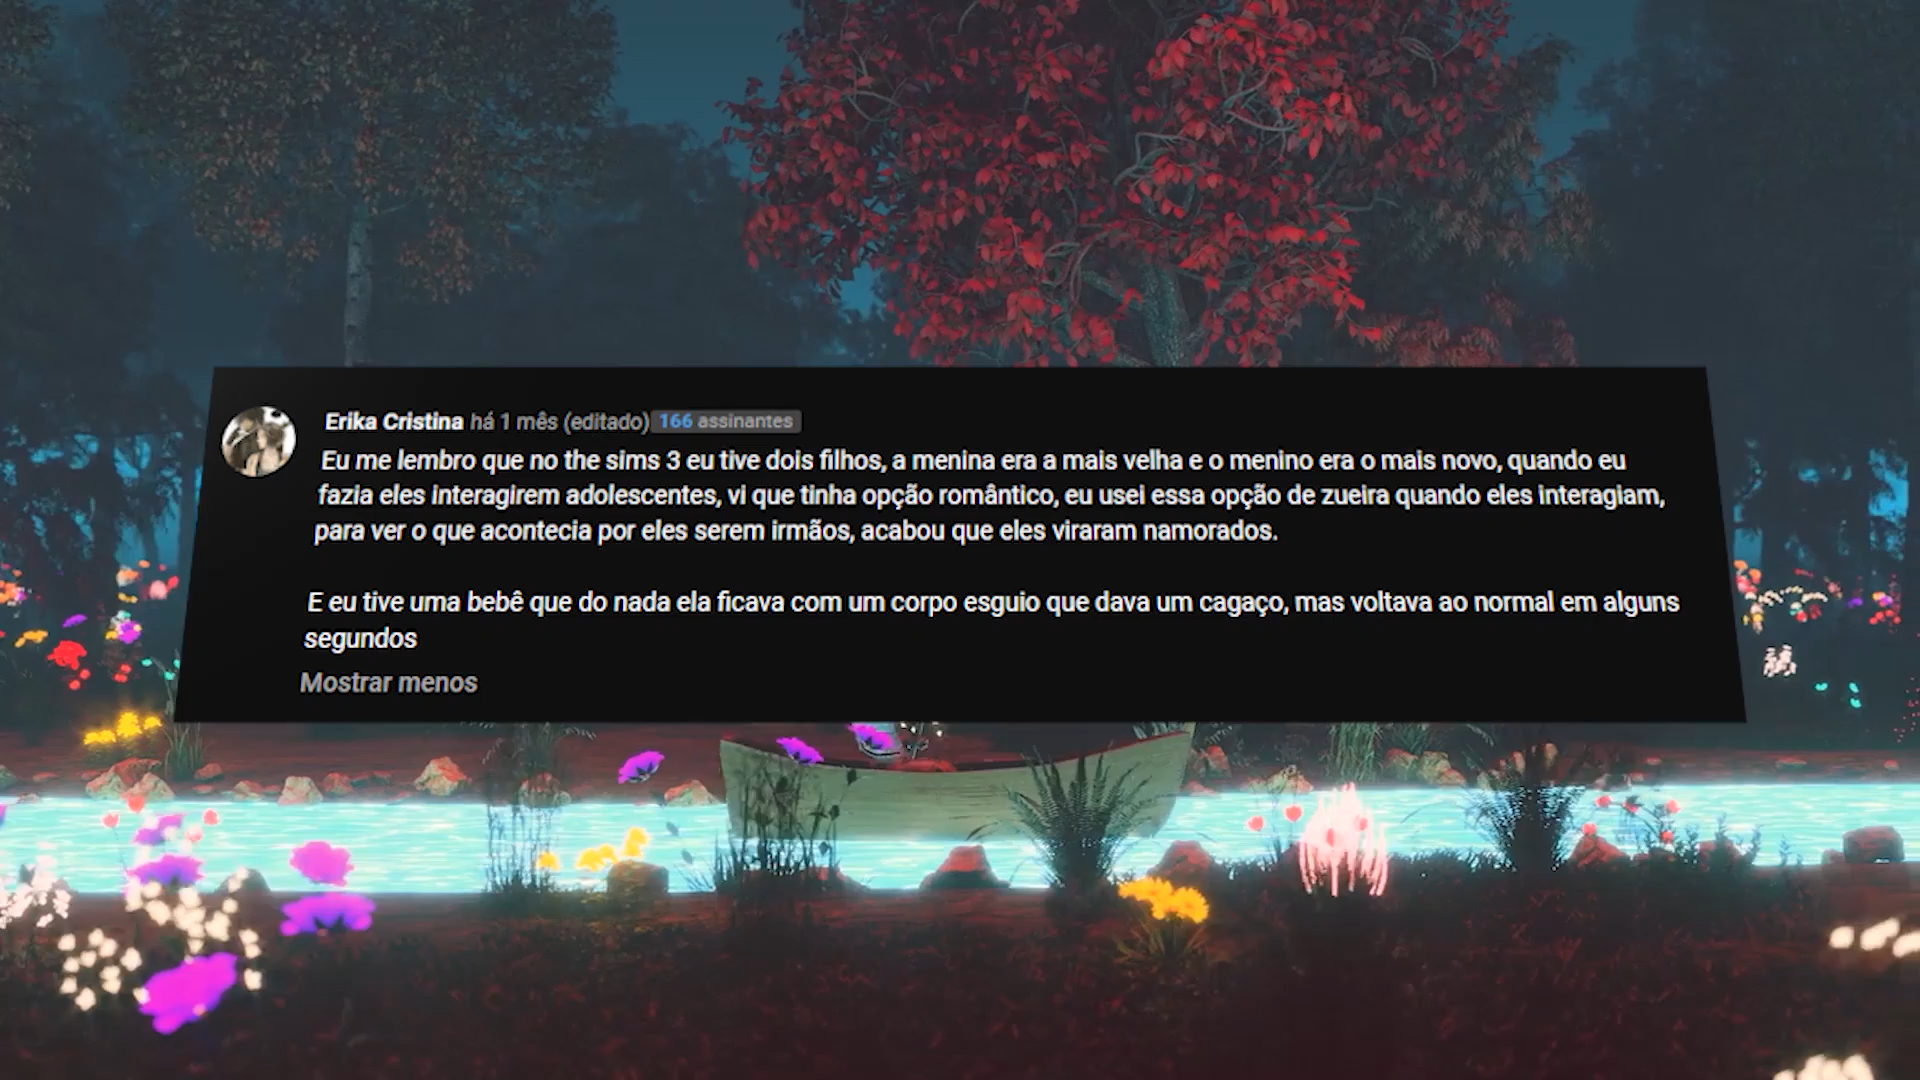 Erika Cristina há 1 mês (editado) 166 assinantes
Eu me lembro que no the sims 3 eu tive dois filhos, a menina era a mais velha e o menino era o mais novo, quando eu
fazia eles interagirem adolescentes, vi que tinha opção romântico, eu usei essa opção de zueira quando eles interagiam,
para ver o que acontecia por eles serem irmãos, acabou que eles viraram namorados.
E eu tive uma bebê que do nada ela ficava com um corpo esguio que dava um cagaço, mas voltava ao normal em alguns
segundos
Mostrar menos